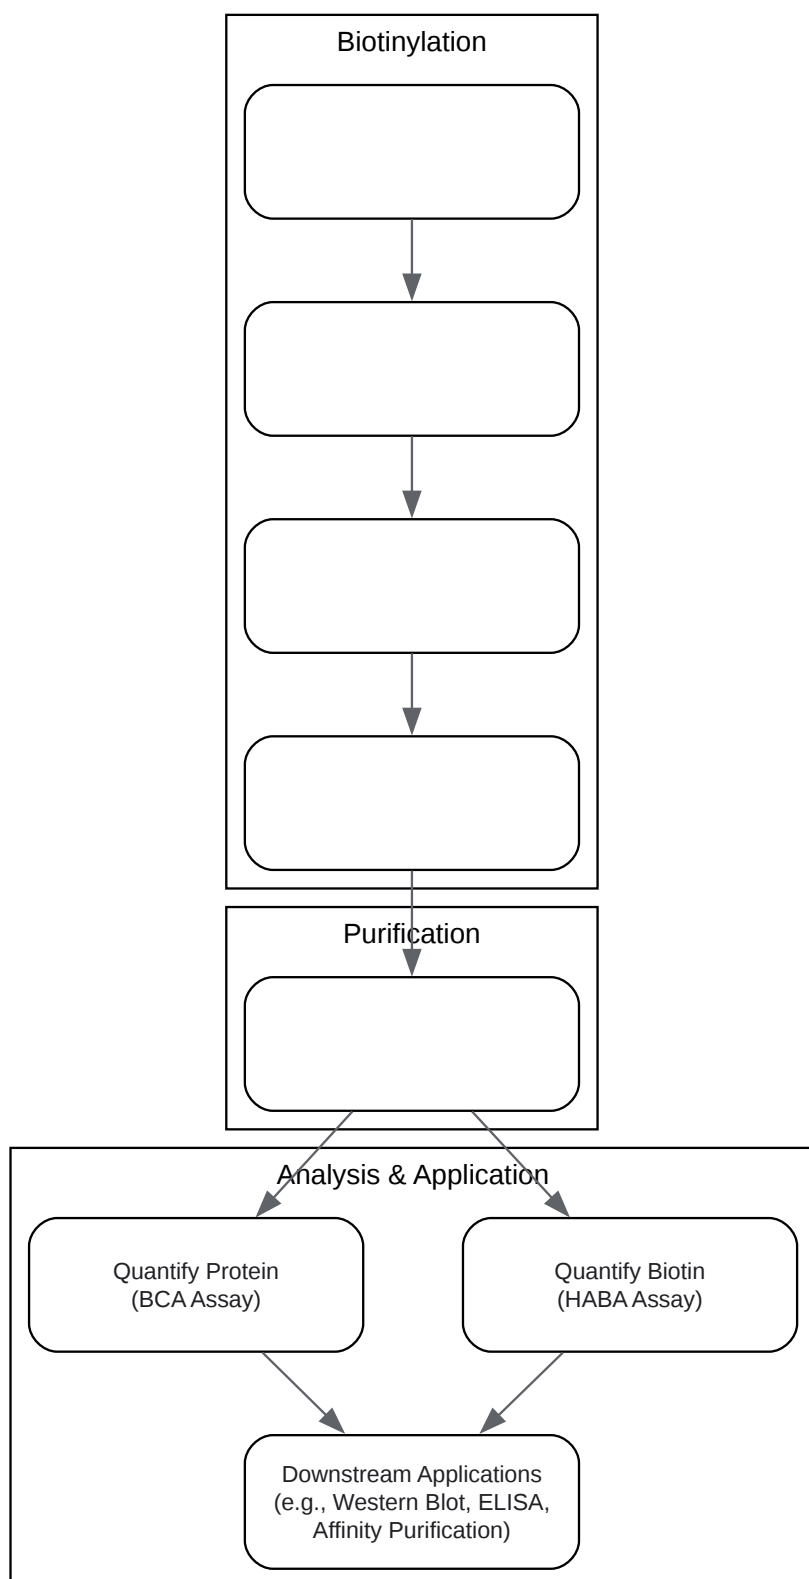 Biotinylation
Purification
Analysis & Application
Quantify Protein
(BCA Assay)
Quantify Biotin
(HABA Assay)
Downstream Applications
(e.g., Western Blot, ELISA,
Affinity Purification)